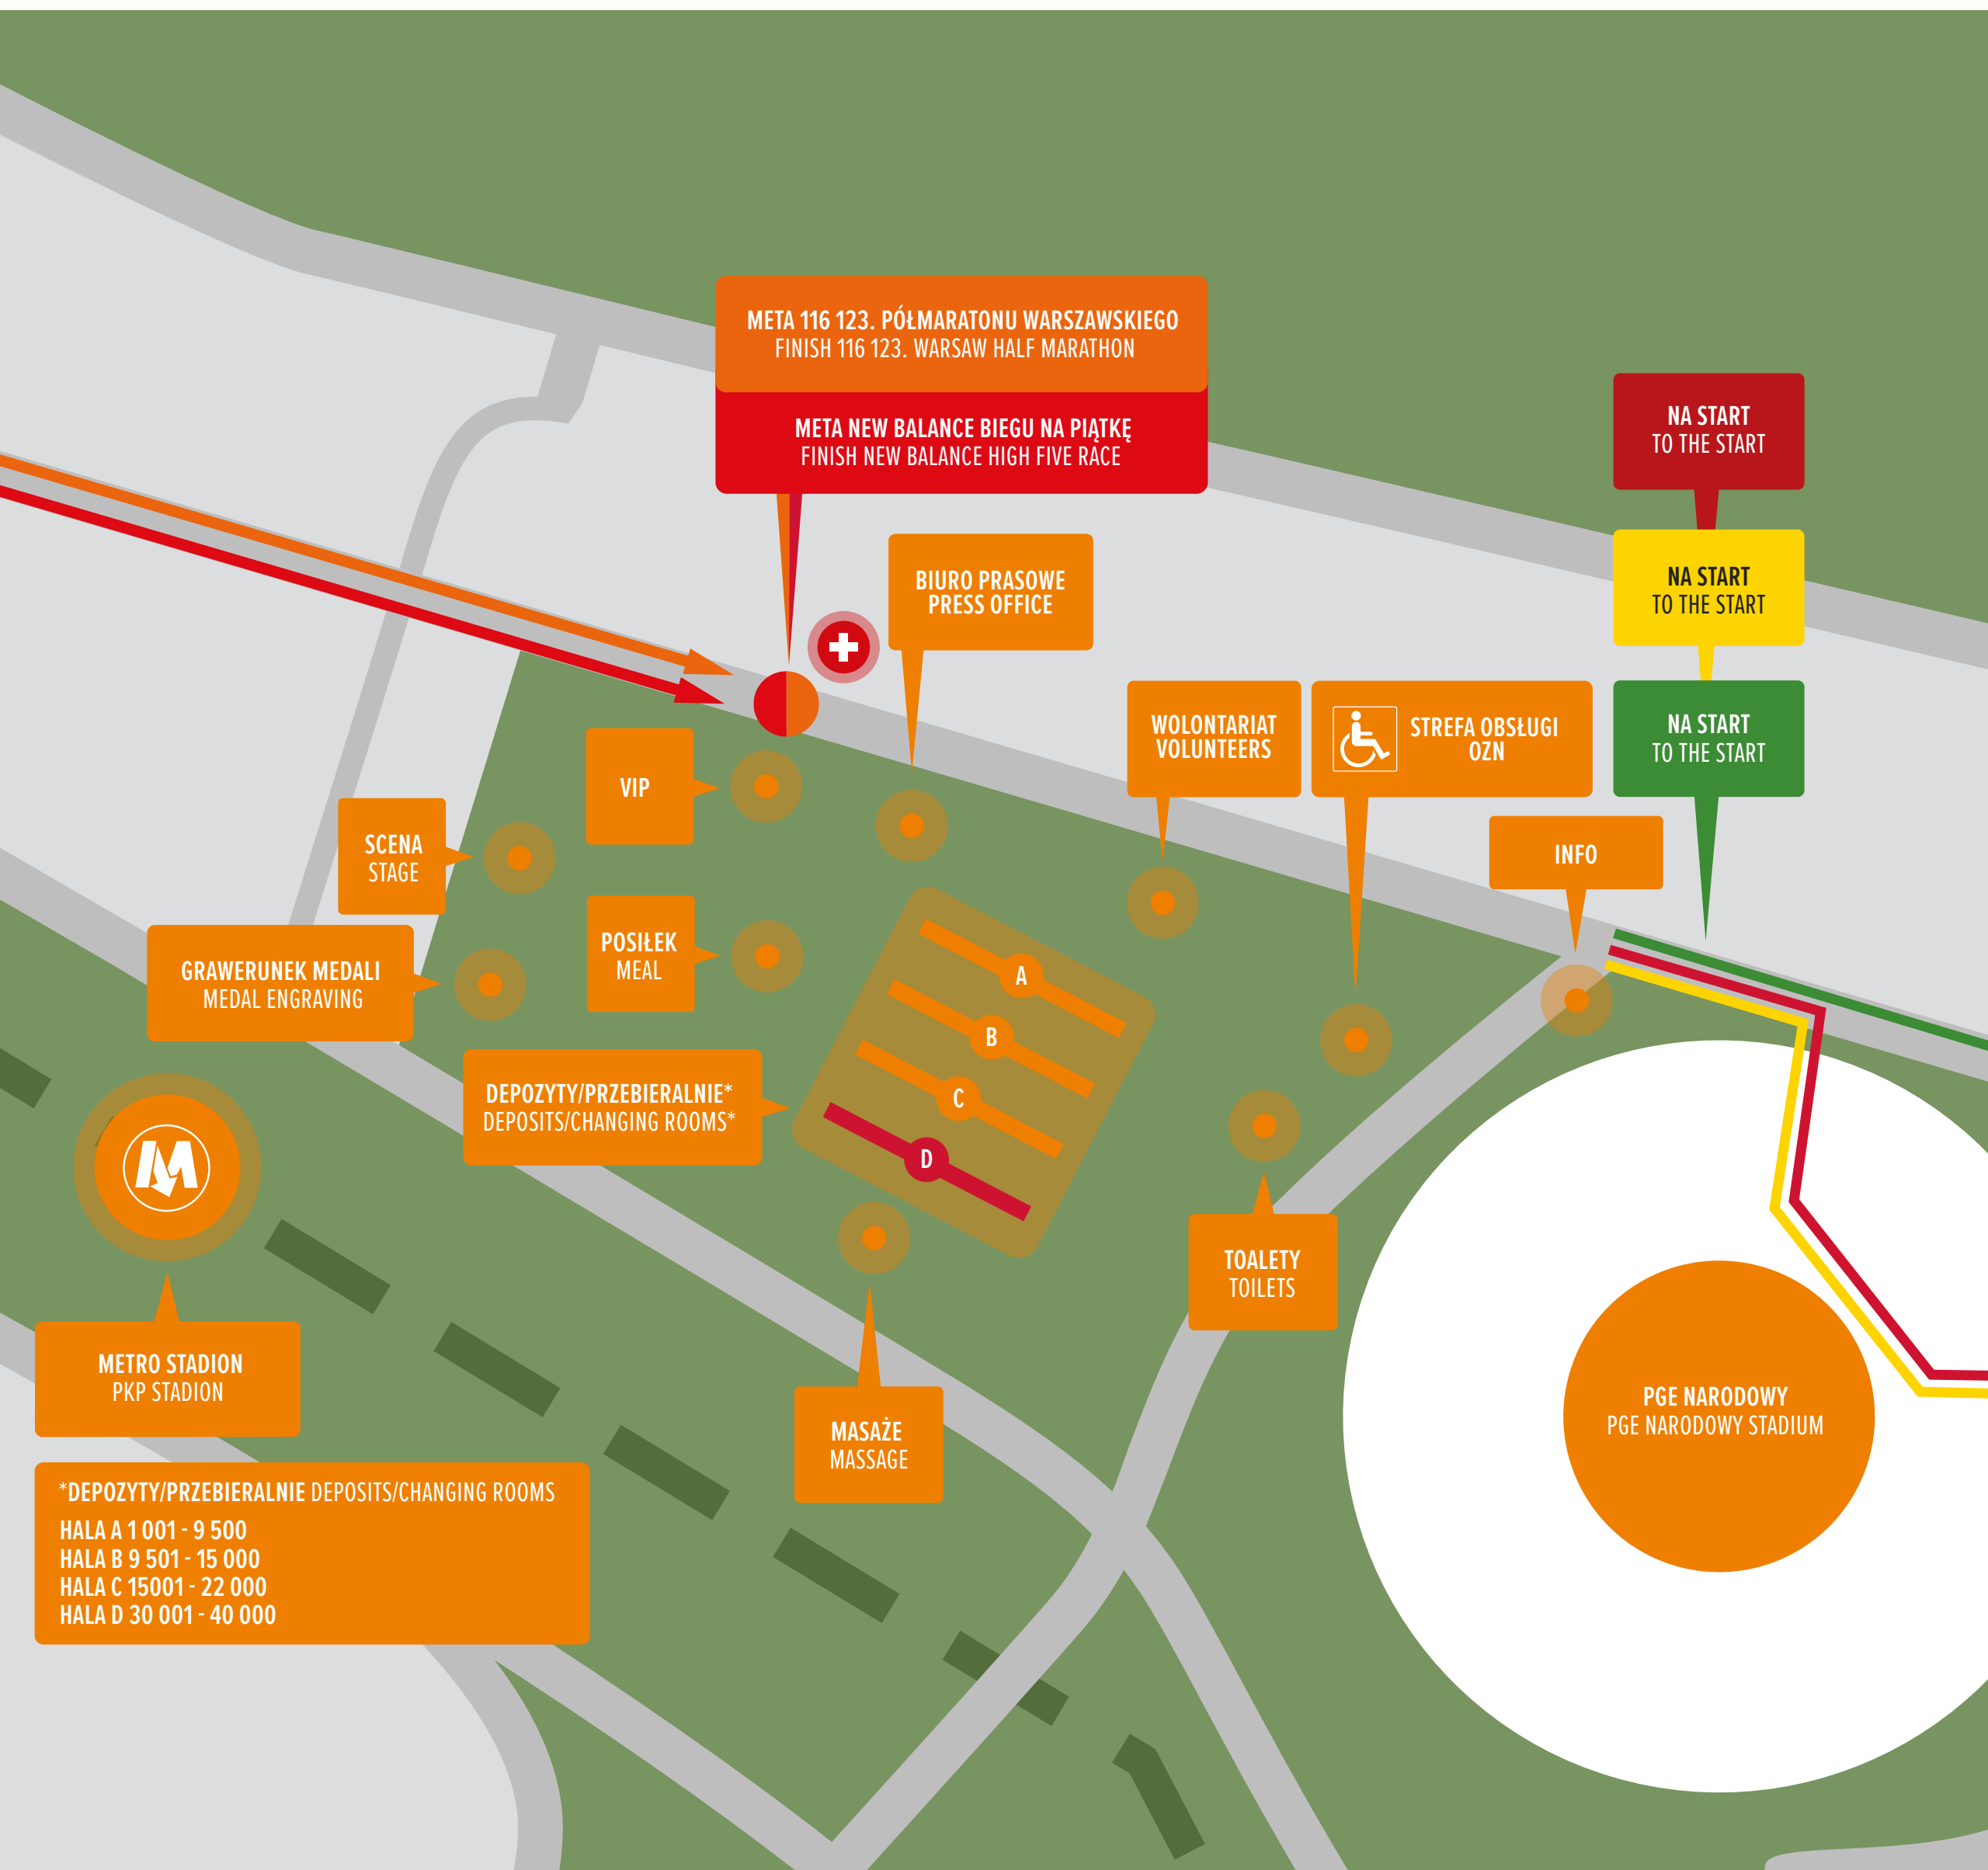 META 116 123. PÓŁMARATONU WARSZAWSKIEGO
FINISH 116 123. WARSAW HALF MARATHON
META NEW BALANCE BIEGU NA PIĄTKĘ
FINISH NEW BALANCE HIGH FIVE RACE
NA START
TO THE START
BIURO PRASOWE
PRESS OFFICE
NA START
TO THE START
WOLONTARIAT
VOLUNTEERS
STREFA OBSŁUGI
OZN
NA START
TO THE START
VIP
SCENA
STAGE
INFO
POSIŁEK
MEAL
GRAWERUNEK MEDALI
MEDAL ENGRAVING
A
B
C
D
DEPOZYTY/PRZEBIERALNIE*
DEPOSITS/CHANGING ROOMS*
M
TOALETY
TOILETS
METRO STADION
PKP STADION
MASAŻE
MASSAGE
PGE NARODOWY
PGE NARODOWY STADIUM
*DEPOZYTY/PRZEBIERALNIE DEPOSITS/CHANGING ROOMS
HALA A 1 001 - 9 500
HALA B 9 501 - 15 000
HALA C 15001 - 22 000
HALA D 30 001 - 40 000